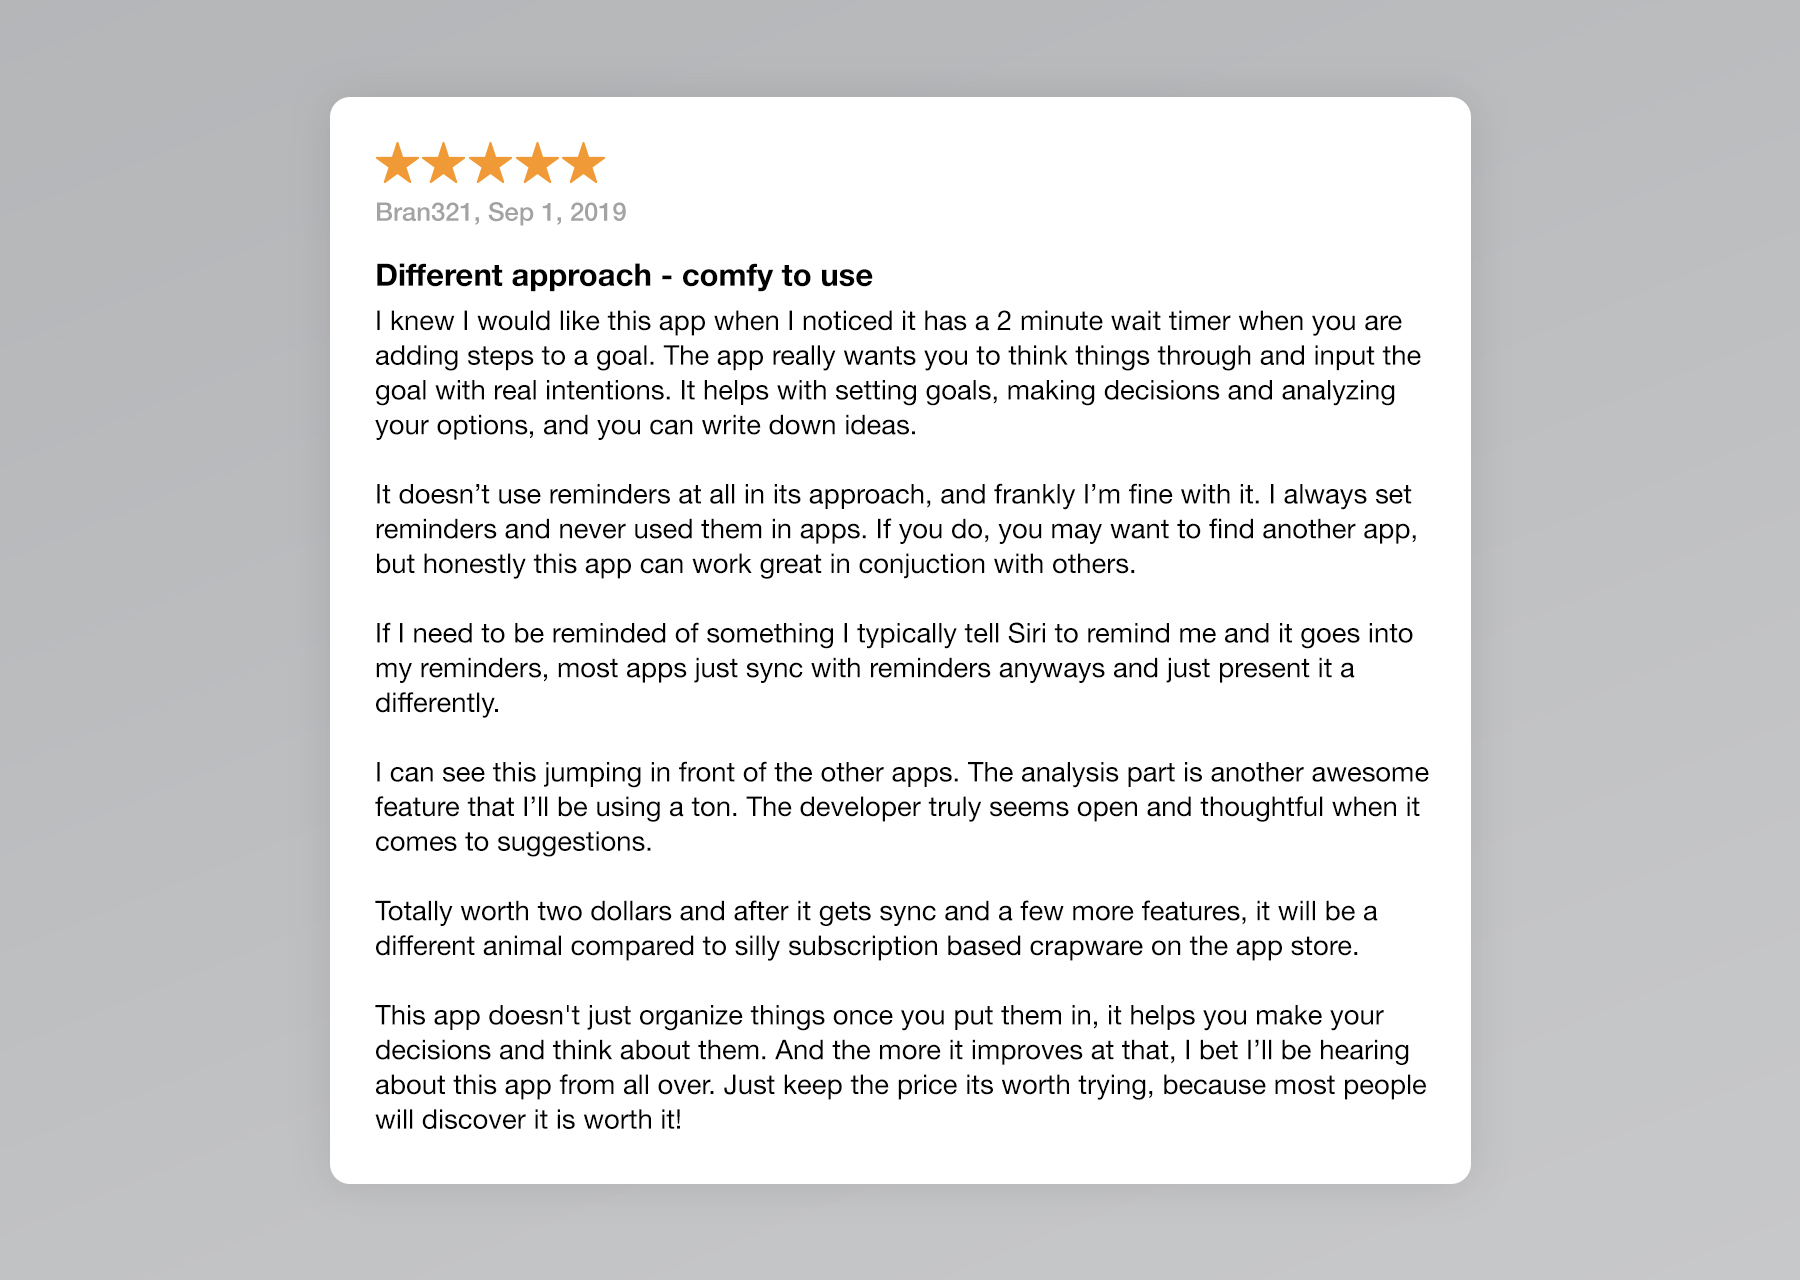 Bran321, Sep 1, 2019
Different approach - comfy to use
I knew I would like this app when I noticed it has a 2 minute wait timer when you are
adding steps to a goal. The app really wants you to think things through and input the
goal with real intentions. It helps with setting goals, making decisions and analyzing
your options, and you can write down ideas.
It doesn’t use reminders at all in its approach, and frankly I’m fine with it. I always set
reminders and never used them in apps. If you do, you may want to find another app,
but honestly this app can work great in conjuction with others.
If I need to be reminded of something I typically tell Siri to remind me and it goes into
my reminders, most apps just sync with reminders anyways and just present it a
differently.
I can see this jumping in front of the other apps. The analysis part is another awesome
feature that I’ll be using a ton. The developer truly seems open and thoughtful when it
comes to suggestions.
Totally worth two dollars and after it gets sync and a few more features, it will be a
different animal compared to silly subscription based crapware on the app store.
This app doesn't just organize things once you put them in, it helps you make your
decisions and think about them. And the more it improves at that, I bet I’ll be hearing
about this app from all over. Just keep the price its worth trying, because most people
will discover it is worth it!